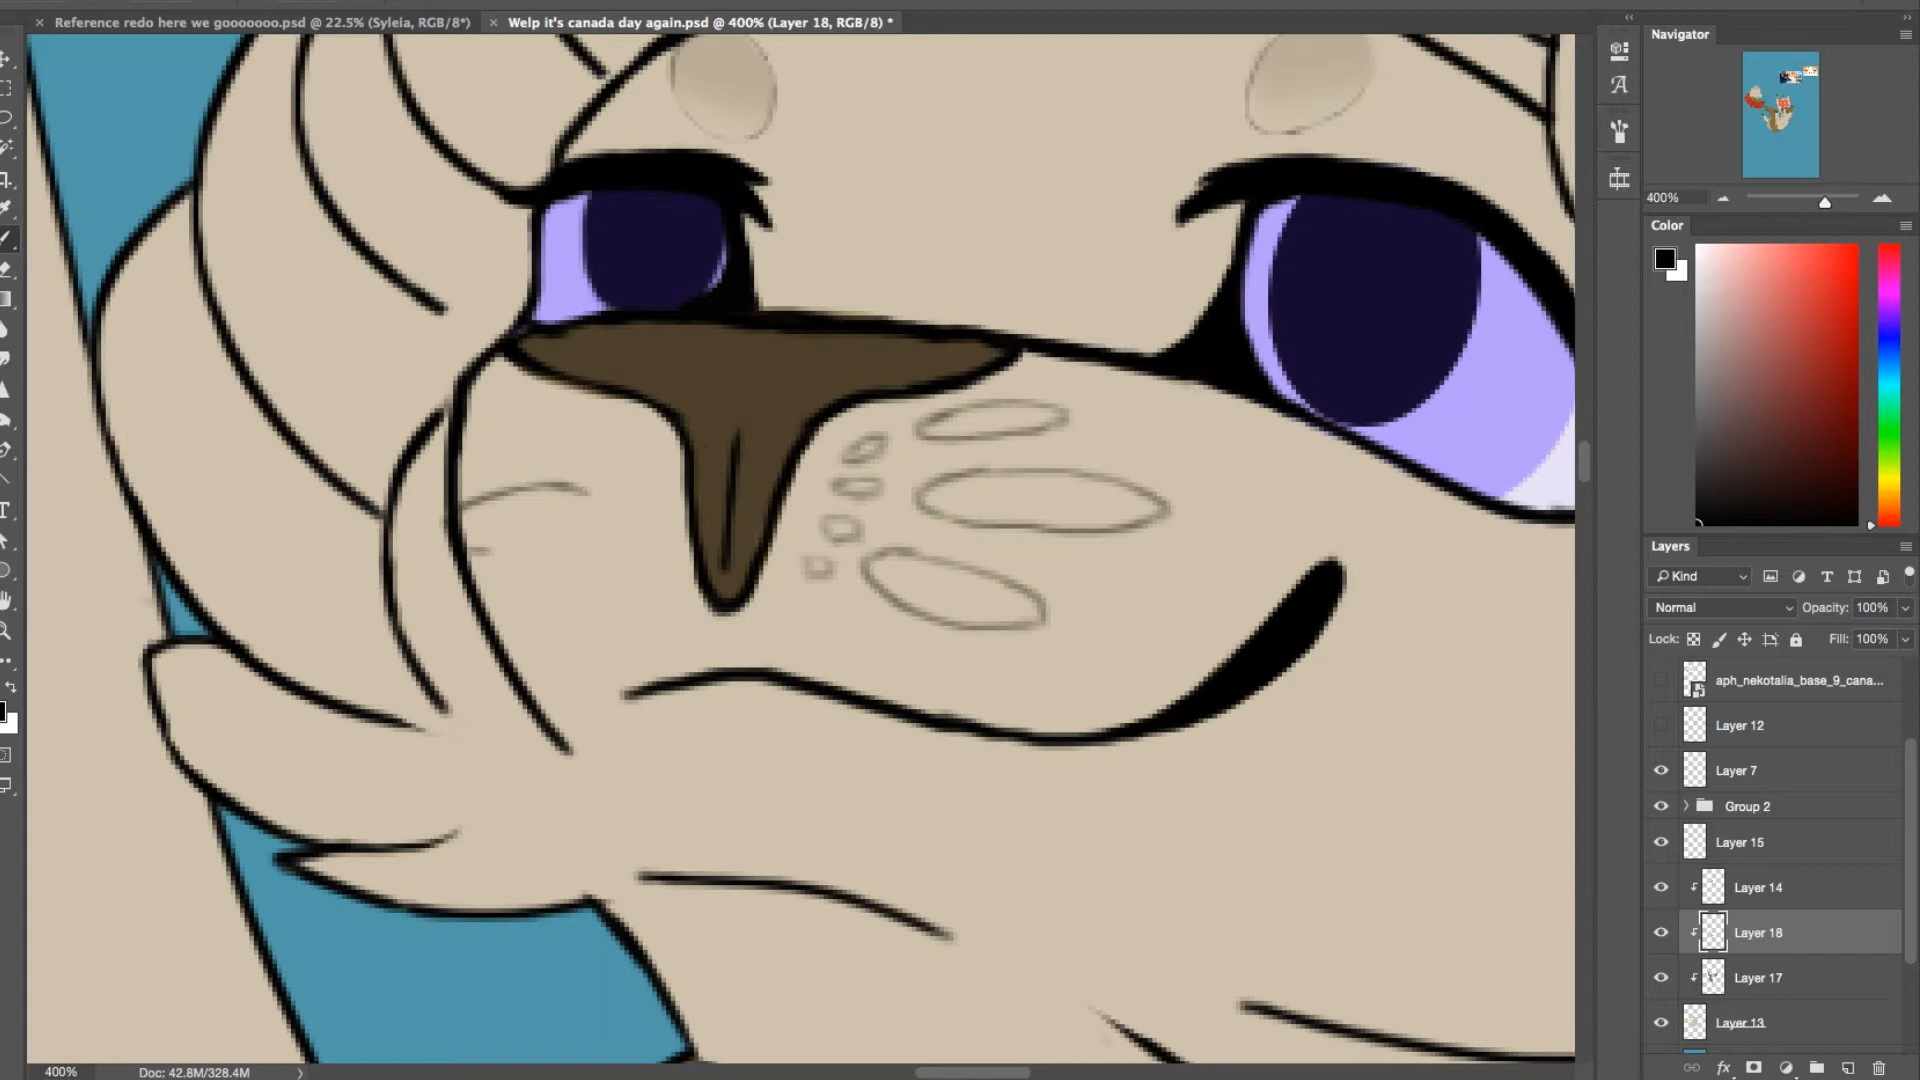 Reference redo here we gooooooo.psd @ 22.5% (Syleia, RGB/8*)
Welp it's canada day again.psd @ 400% (Layer 18, RGB/8) *
Navigator
400%
Color
Layers
Kind
Normal
Opacity: 100%
Lock:
Fill: 100%
aph_nekotalia_base_9_cana...
Layer 12
Layer 7
Group 2
Layer 15
Layer 14
Layer 18
Layer 17
Layer 13
400%
Doc: 42.8M/328.4M